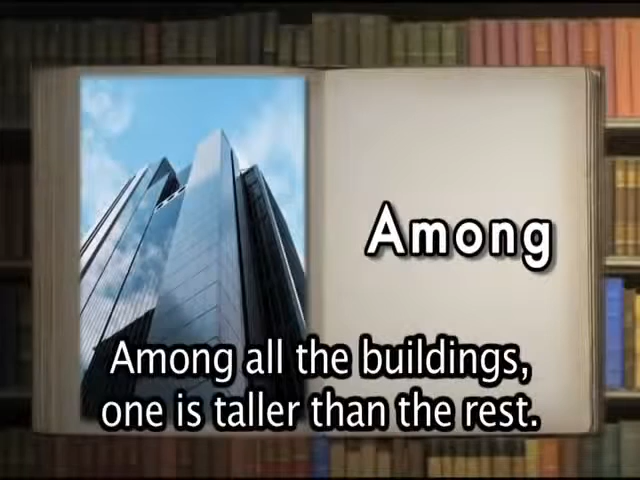 Among
Among all the buildings,
one is taller than the rest.